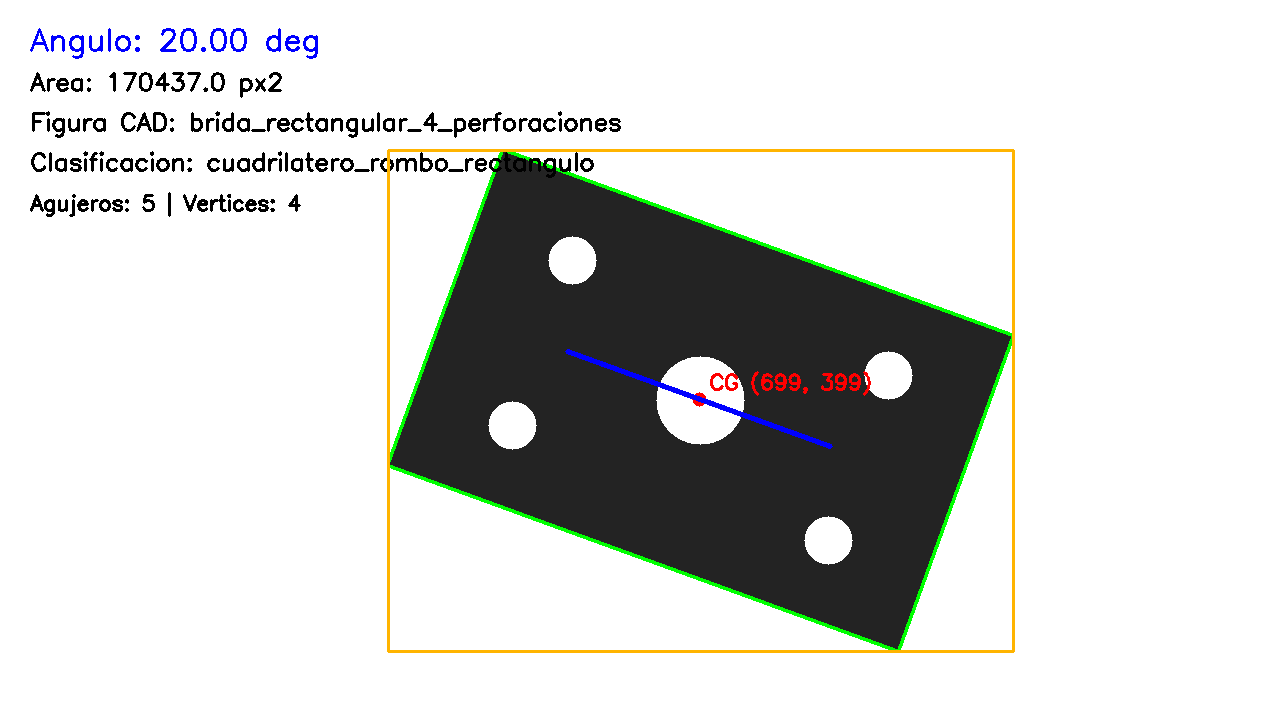 Angulo: 20.00 deg
Area: 170437.0 px2
Figura CAD: brida_rectangular_4_perforaciones
Clasificacion: cuadrilatero_rombo_rectangulo
Agujeros: 5 | Vertices: 4
CG (699, 399)